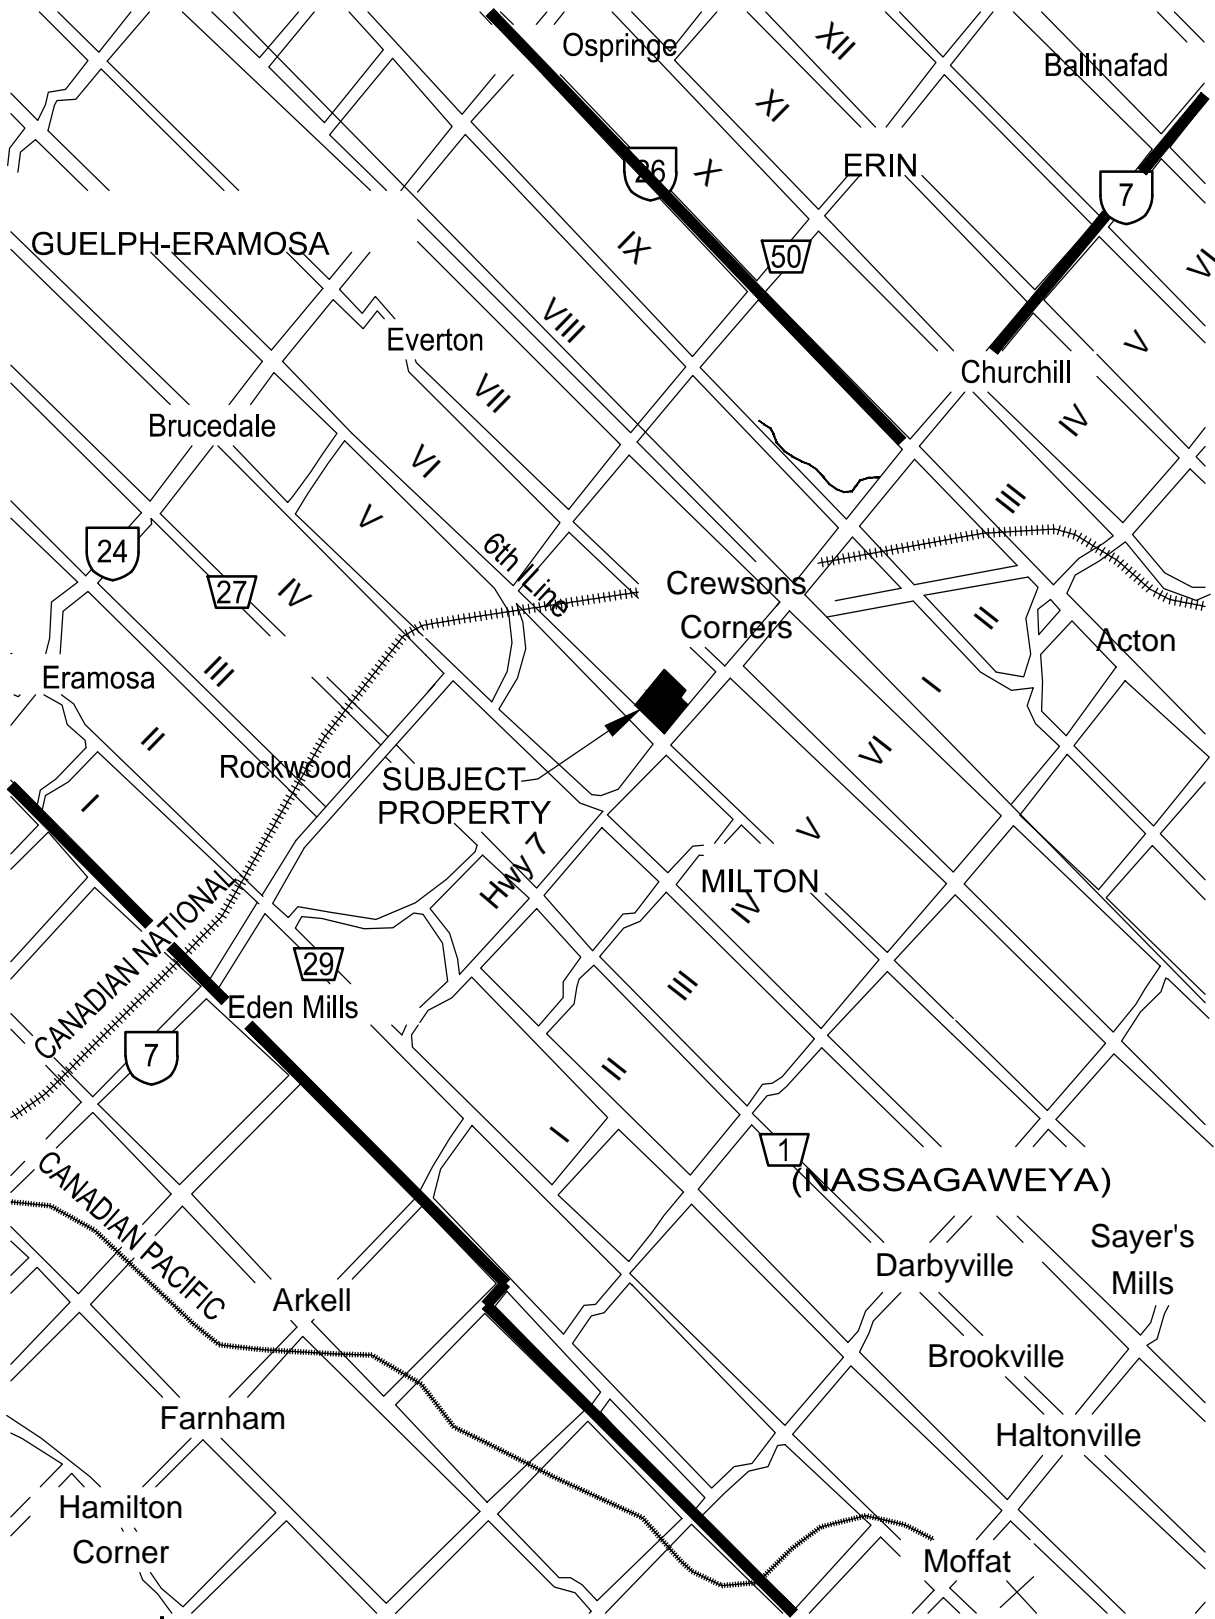 Ospringe
XII
Ballinafad
XI
26
X
ERIN
7
GUELPH-ERAMOSA
IX
50
VI
VIII
Everton
VII
V
Churchill
Brucedale
VI
IV
V
III
24
6th Line
27
IV
Crewsons
Corners
II
Acton
Eramosa
III
I
II
Rockwood
VI
SUBJECT
PROPERTY
I
V
Hwy 7
MILTON
IV
CANADIAN NATIONAL
29
III
Eden Mills
7
II
I
1
(NASSAGAWEYA)
CANADIAN PACIFIC
Sayer's
Mills
Darbyville
Arkell
Brookville
Farnham
Haltonville
Hamilton
Corner
Moffat